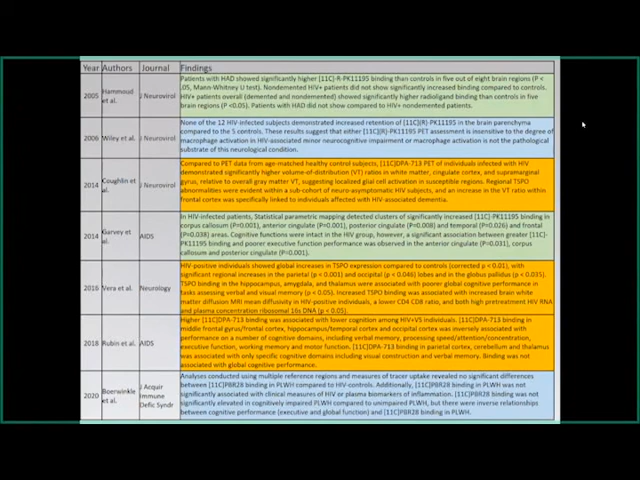 Year Authors Journal Findings
2005 Hammoud et al. J Neurovirol
Patients with HAD showed significantly higher [11C]-R-PK11195 binding than controls in five out of eight brain regions (P <
.05, Mann-Whitney U test). Nondemented HIV+ patients did not show significantly increased binding compared to controls.
HIV+ patients overall (demented and nondemented) showed significantly higher radioligand binding than controls in five
brain regions (P <0.05). Patients with HAD did not show compared to HIV+ nondemented patients.
2006 Wiley et al. J Neurovirol
None of the 12 HIV-infected subjects demonstrated increased retention of [11C](R)-PK11195 in the brain parenchyma
compared to the 5 controls. These results suggest that either [11C](R)-PK11195 PET assessment is insensitive to the degree of
macrophage activation in HIV-associated minor neurocognitive impairment or macrophage activation is not the pathological
substrate of this neurological condition.
2014 Coughlin et al. J Neurovirol
Compared to PET data from age-matched healthy control subjects, [11C]DPA-713 PET of individuals infected with HIV
demonstrated significantly higher volume-of-distribution (VT) ratios in white matter, cingulate cortex, and supramarginal
gyrus, relative to overall gray matter VT, suggesting localized glial cell activation in susceptible regions. Regional TSPO
abnormalities were evident within a sub-cohort of neuro-asymptomatic HIV subjects, and an increase in the VT ratio within
frontal cortex was specifically linked to individuals affected with HIV-associated dementia.
2014 Garvey et al. AIDS
In HIV-infected patients, Statistical parametric mapping detected clusters of significantly increased [11C]-PK11195 binding in
corpus callosum (P=0.001), anterior cingulate (P=0.001), posterior cingulate (P=0.008) and temporal (P=0.026) and frontal
(P=0.038) areas. Cognitive functions were intact in the HIV group, however, a significant association between greater [11C]-
PK11195 binding and poorer executive function performance was observed in the anterior cingulate (P=0.031), corpus
callosum and posterior cingulate (P=0.001).
2016 Vera et al. Neurology
HIV-positive individuals showed global increases in TSPO expression compared to controls (corrected p < 0.01), with
significant regional increases in the parietal (p < 0.001) and occipital (p < 0.046) lobes and in the globus pallidus (p < 0.035).
TSPO binding in the hippocampus, amygdala, and thalamus were associated with poorer global cognitive performance in
tasks assessing verbal and visual memory (p < 0.05). Increased TSPO binding was associated with increased brain white
matter diffusion MRI mean diffusivity in HIV-positive individuals, a lower CD4 CD8 ratio, and both high pretreatment HIV RNA
and plasma concentration ribosomal 16s DNA (p < 0.05).
2018 Rubin et al. AIDS
Higher [11C]DPA-713 binding was associated with lower cognition among HIV+VS individuals. [11C]DPA-713 binding in
middle frontal gyrus/frontal cortex, hippocampus/temporal cortex and occipital cortex was inversely associated with
performance on a number of cognitive domains, including verbal memory, processing speed/attention/concentration,
executive function, working memory and motor function. [11C]DPA-713 binding in parietal cortex, cerebellum and thalamus
was associated with only specific cognitive domains including visual construction and verbal memory. Binding was not
associated with global cognitive performance.
2020 Boerwinkle et al. J Acquir Immune Defic Syndr
Analyses conducted using multiple reference regions and measures of tracer uptake revealed no significant differences
between [11C]PBR28 binding in PLWH compared to HIV-controls. Additionally, [11C]PBR28 binding in PLWH was not
significantly associated with clinical measures of HIV or plasma biomarkers of inflammation. [11C]PBR28 binding was not
significantly elevated in cognitively impaired PLWH compared to unimpaired PLWH, but there were inverse relationships
between cognitive performance (executive and global function) and [11C]PBR28 binding in PLWH.